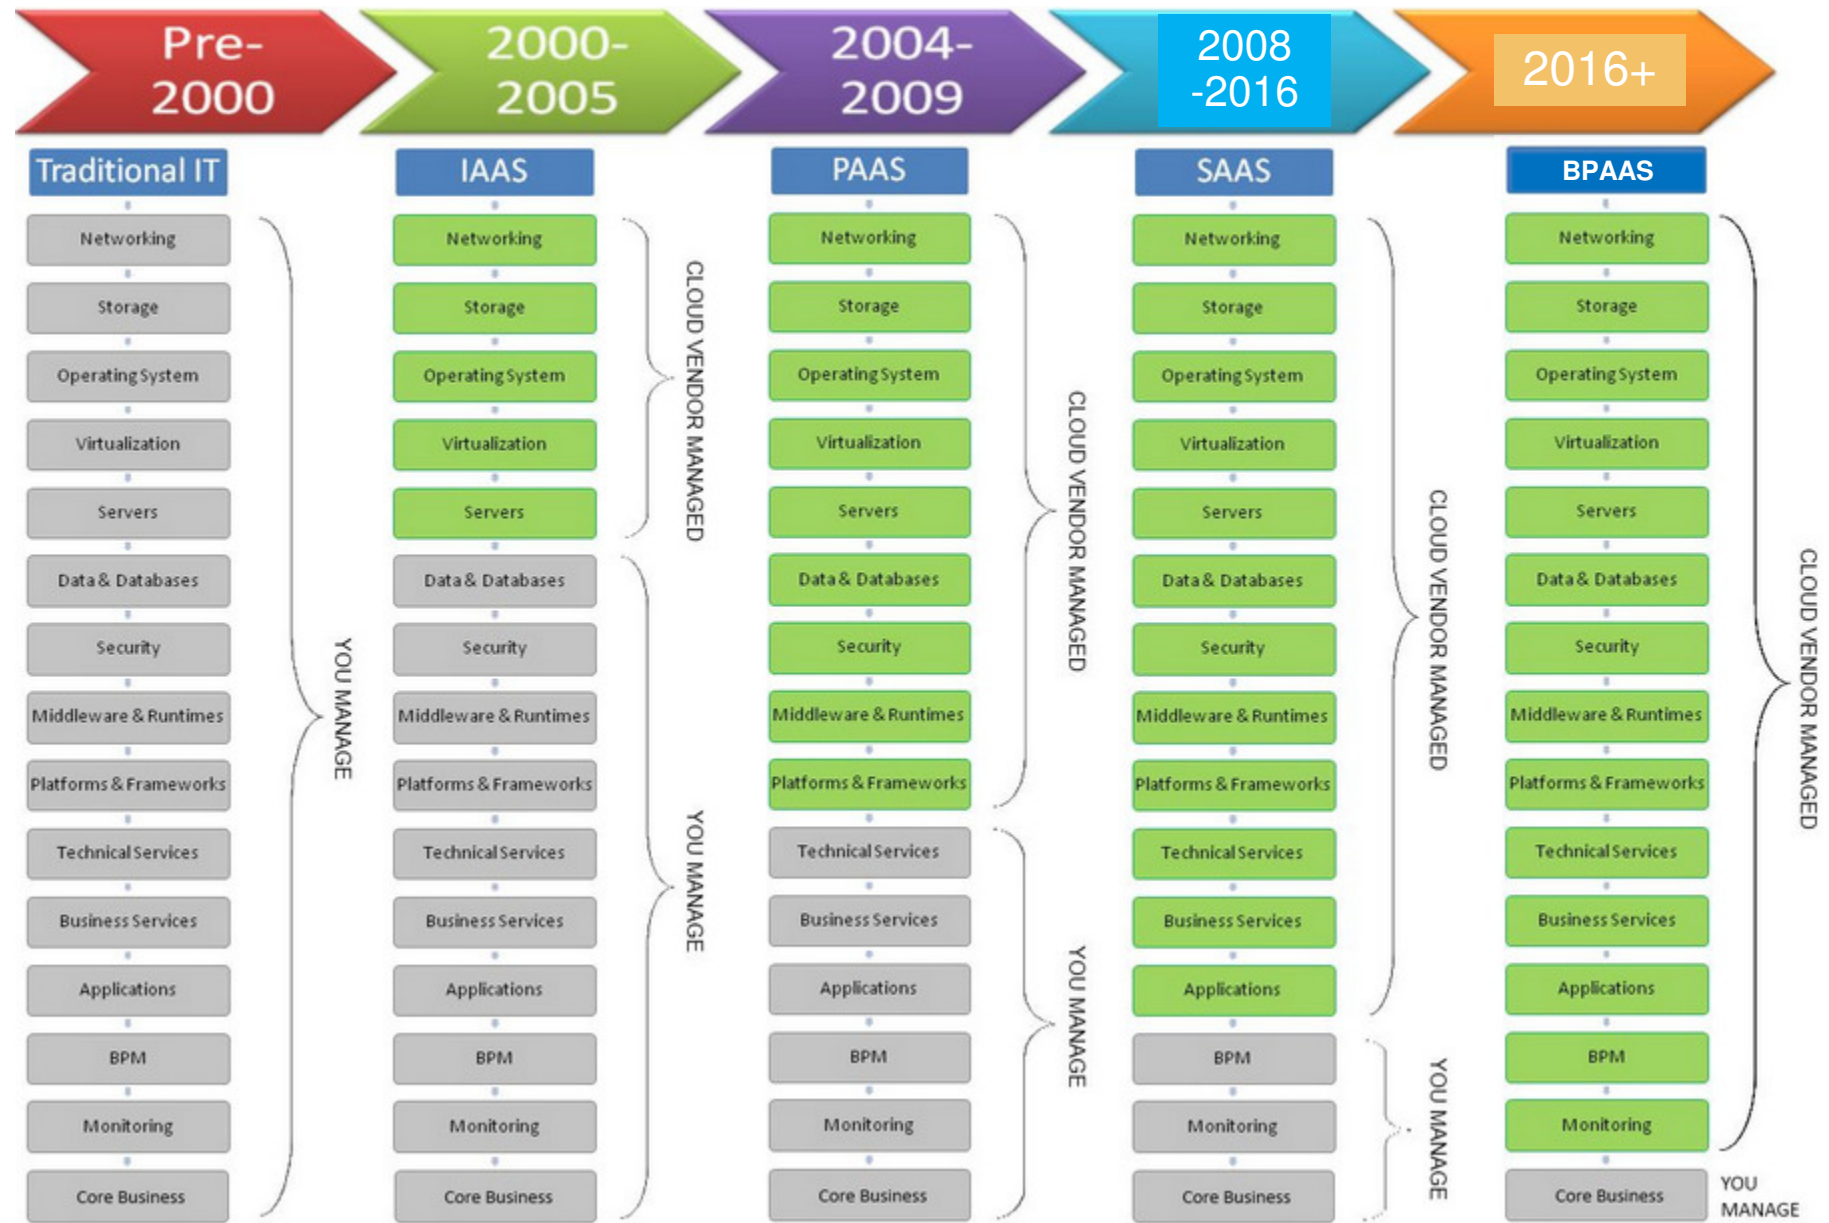 Pre-
2000
2000-
2005
2004-
2009
2008
-2016
2016+
Traditional IT
Networking
Storage
Operating System
Virtualization
Servers
Data & Databases
Security
Middleware & Runtimes
Platforms & Frameworks
Technical Services
Business Services
Applications
BPM
Monitoring
Core Business
YOU MANAGE
IAAS
Networking
Storage
Operating System
Virtualization
Servers
Data & Databases
Security
Middleware & Runtimes
Platforms & Frameworks
Technical Services
Business Services
Applications
BPM
Monitoring
Core Business
CLOUD VENDOR MANAGED
YOU MANAGE
PAAS
Networking
Storage
Operating System
Virtualization
Servers
Data & Databases
Security
Middleware & Runtimes
Platforms & Frameworks
Technical Services
Business Services
Applications
BPM
Monitoring
Core Business
CLOUD VENDOR MANAGED
YOU MANAGE
SAAS
Networking
Storage
Operating System
Virtualization
Servers
Data & Databases
Security
Middleware & Runtimes
Platforms & Frameworks
Technical Services
Business Services
Applications
BPM
Monitoring
Core Business
CLOUD VENDOR MANAGED
YOU MANAGE
BPAAS
Networking
Storage
Operating System
Virtualization
Servers
Data & Databases
Security
Middleware & Runtimes
Platforms & Frameworks
Technical Services
Business Services
Applications
BPM
Monitoring
Core Business
CLOUD VENDOR MANAGED
YOU
MANAGE